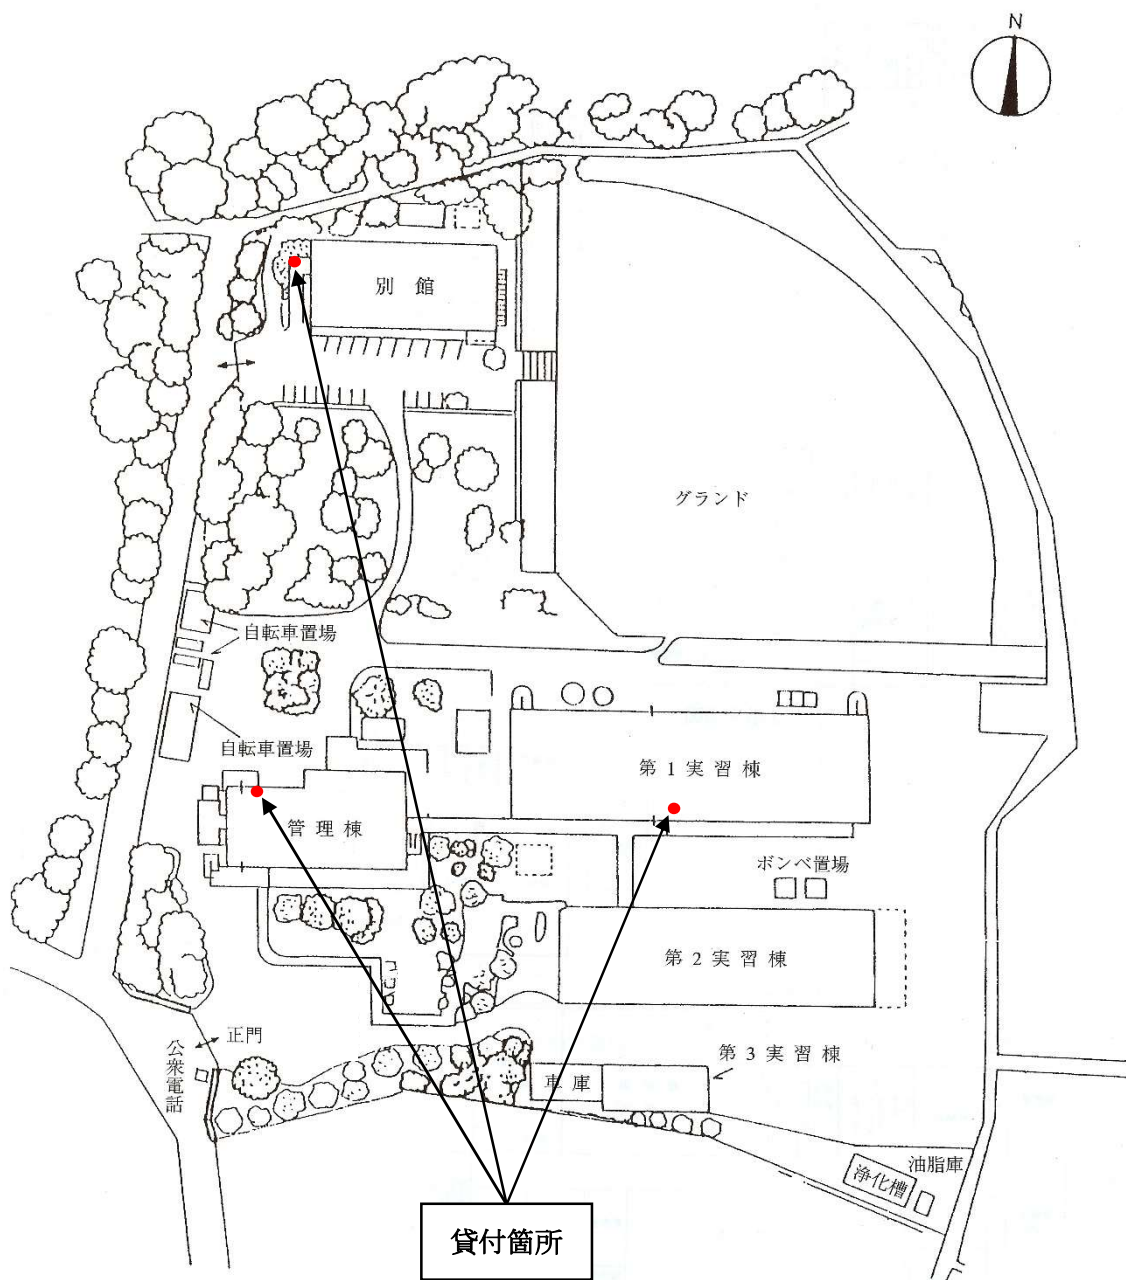 N
別館
グランド
自転車置場
自転車置場
第1実習棟
管理棟
ボンベ置場
第2実習棟
正門
公衆電話
第3実習棟
車庫
油脂庫
浄化槽
貸付箇所